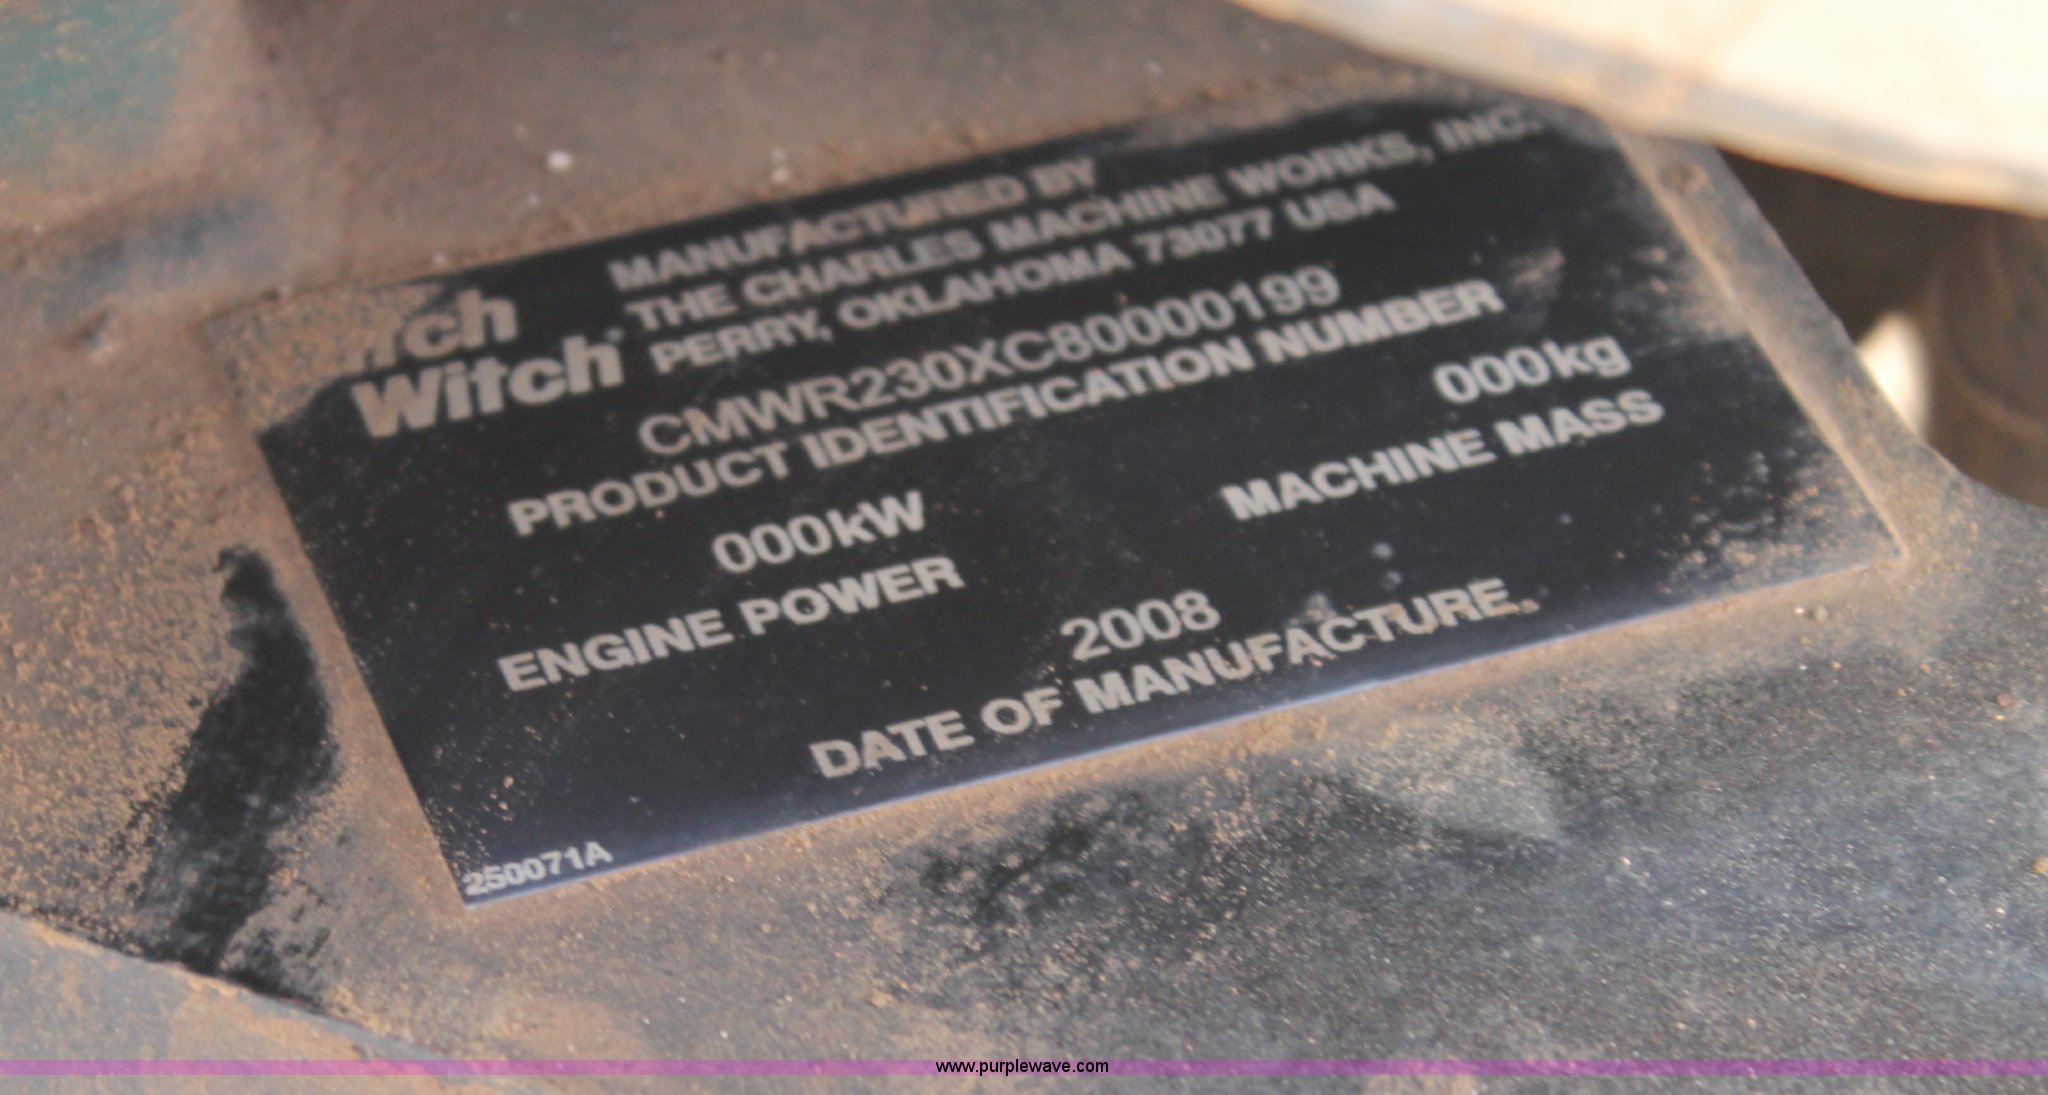 itch
Witch®
MANUFACTURED BY
THE CHARLES MACHINE WORKS, INC.
PERRY, OKLAHOMA 73077 USA
CMWR230XC80000199
PRODUCT IDENTIFICATION NUMBER
000kW
ENGINE POWER
000kg
MACHINE MASS
2008
DATE OF MANUFACTURE.
250071A
www.purplewave.com